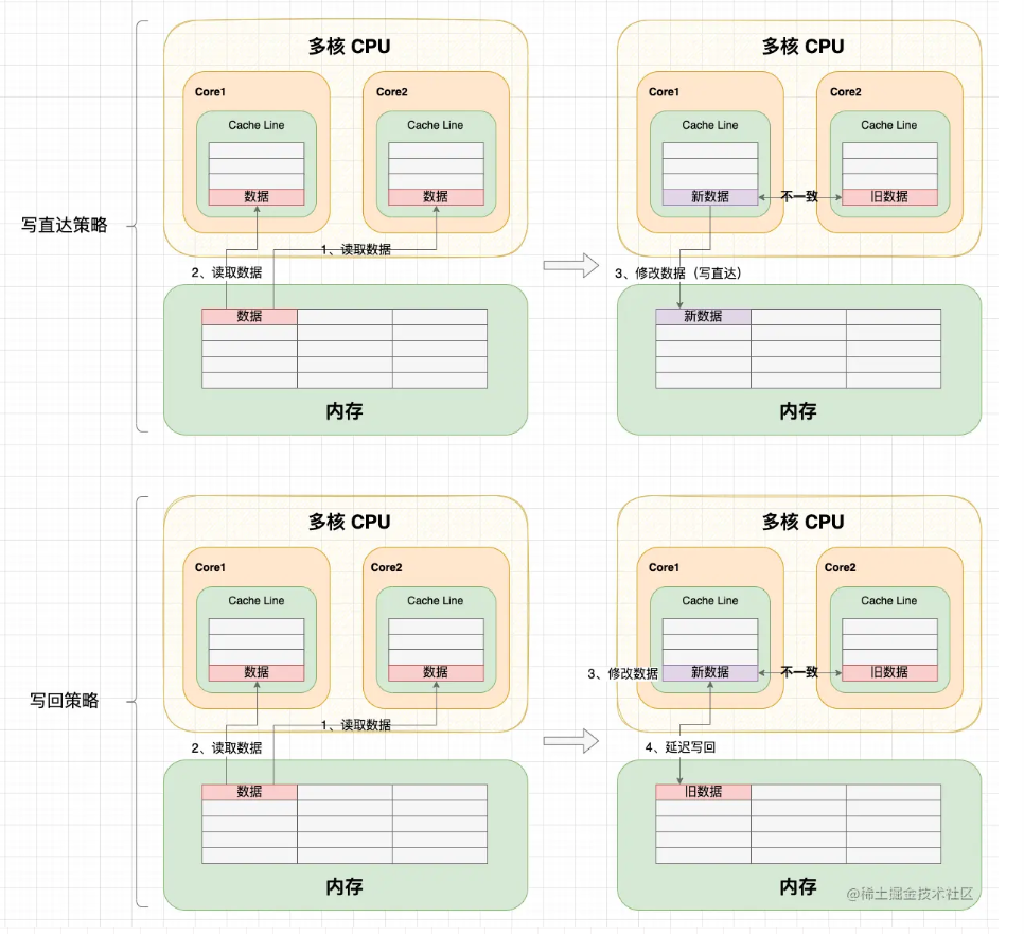 写直达策略
多核 CPU
Core1
Core2
Cache Line
Cache Line
数据
数据
1、读取数据
2、读取数据
数据
内存
多核 CPU
Core1
Core2
Cache Line
Cache Line
新数据
不一致
旧数据
3、修改数据（写直达）
新数据
内存
写回策略
多核 CPU
Core1
Core2
Cache Line
Cache Line
数据
数据
1、读取数据
2、读取数据
数据
内存
多核 CPU
Core1
Core2
Cache Line
Cache Line
3、修改数据
新数据
不一致
旧数据
4、延迟写回
旧数据
内存
@稀土掘金技术社区